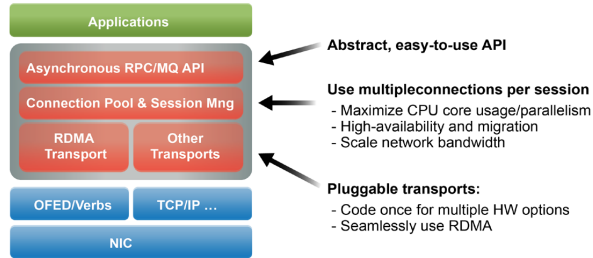 Applications
Asynchronous RPC/MQ API
Connection Pool & Session Mng
RDMA Transport
Other Transports
OFED/Verbs
TCP/IP ...
NIC
Abstract, easy-to-use API
Use multipleconnections per session
- Maximize CPU core usage/parallelism
- High-availability and migration
- Scale network bandwidth
Pluggable transports:
- Code once for multiple HW options
- Seamlessly use RDMA